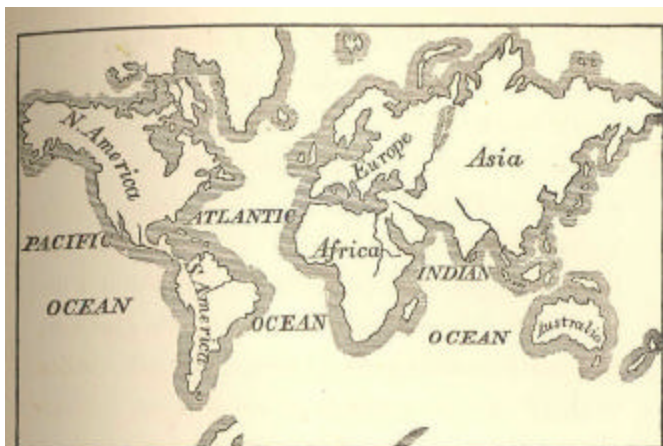 N. America
Europe
Asia
ATLANTIC
PACIFIC
Africa
INDIAN
S. America
OCEAN
OCEAN
OCEAN
Australia